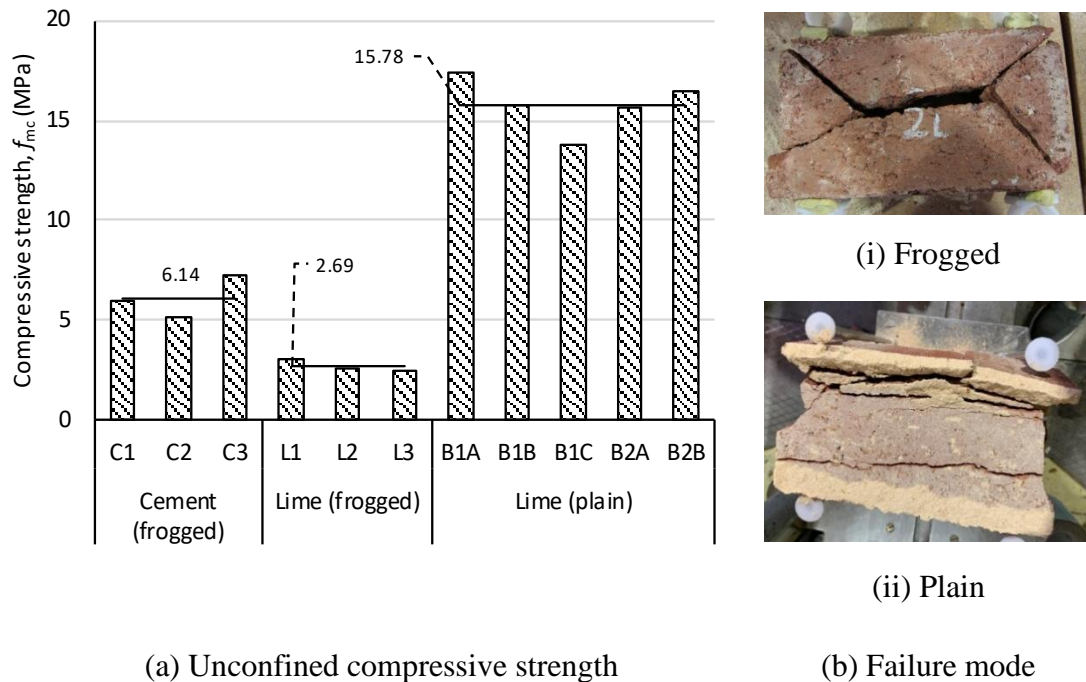 Compressive strength, f_mc (MPa)
20
15
10
5
0
15.78
6.14
2.69
C1 C2 C3 L1 L2 L3 B1A B1B B1C B2A B2B
Cement (frogged)
Lime (frogged)
Lime (plain)
21
(i) Frogged
(ii) Plain
(a) Unconfined compressive strength
(b) Failure mode